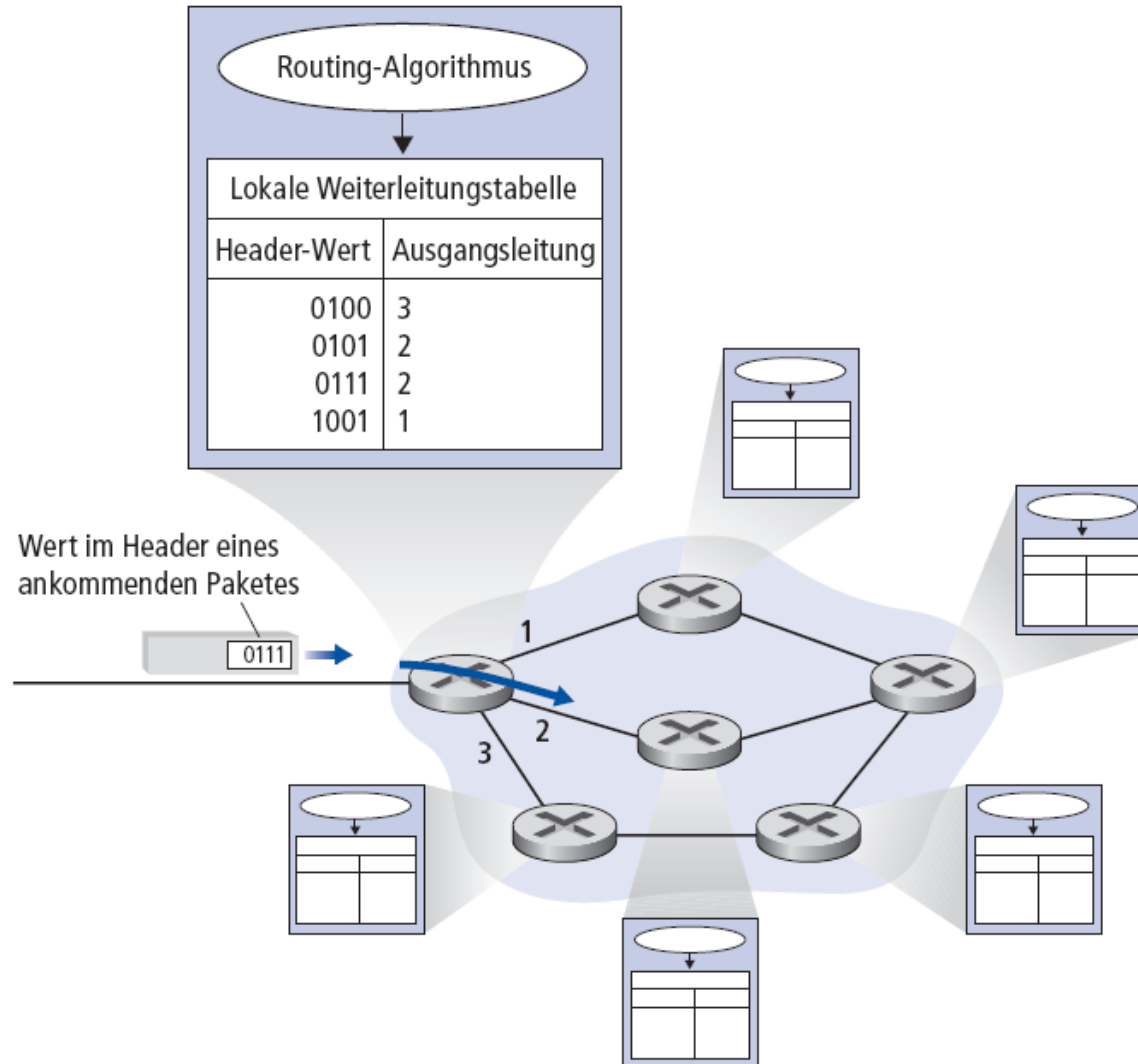 Routing-Algorithmus
Lokale Weiterleitungstabelle
Header-Wert Ausgangsleitung
0100 3
0101 2
0111 2
1001 1
Wert im Header eines
ankommenden Paketes
0111
1
2
3